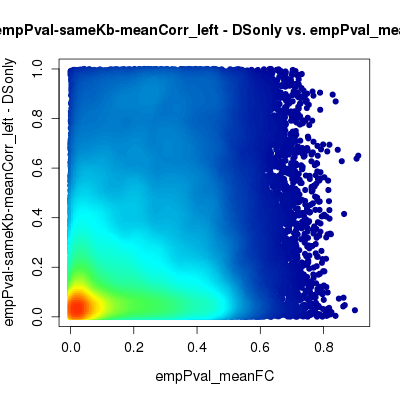 empPval-sameKb-meanCorr_left - DSonly vs. empPval_mea
empPval-sameKb-meanCorr_left - DSonly
1.0
0.8
0.6
0.4
0.2
0.0
0.0 0.2 0.4 0.6 0.8
empPval_meanFC